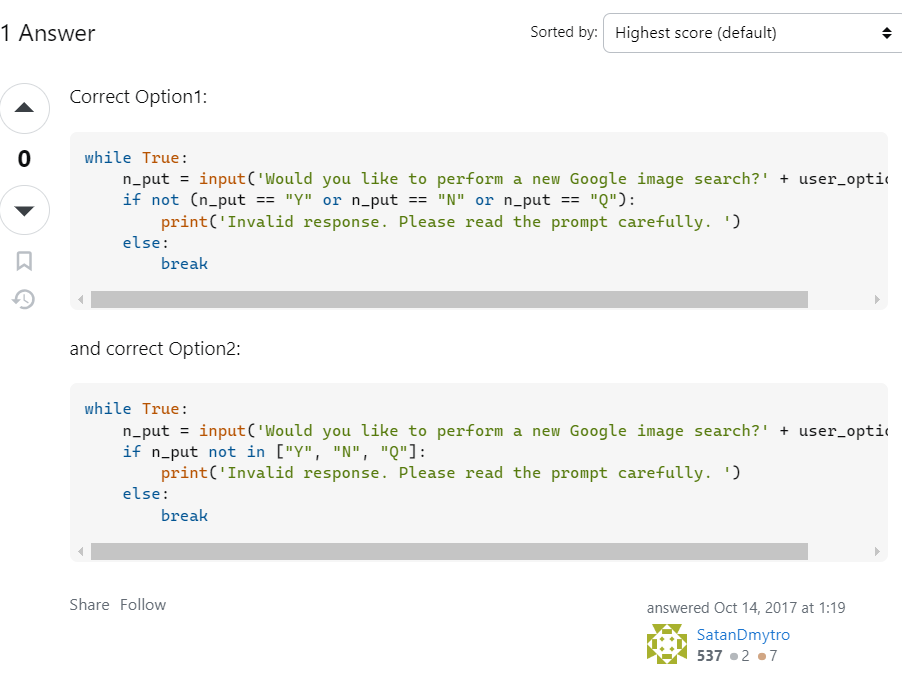 1 Answer
Sorted by:
Highest score (default)
0
Correct Option1:
while True:
    n_put = input('Would you like to perform a new Google image search?' + user_optic
    if not (n_put == "Y" or n_put == "N" or n_put == "Q"):
        print('Invalid response. Please read the prompt carefully. ')
    else:
        break
and correct Option2:
while True:
    n_put = input('Would you like to perform a new Google image search?' + user_optic
    if n_put not in ["Y", "N", "Q"]:
        print('Invalid response. Please read the prompt carefully. ')
    else:
        break
Share Follow
answered Oct 14, 2017 at 1:19
SatanDmytro
537 2 7